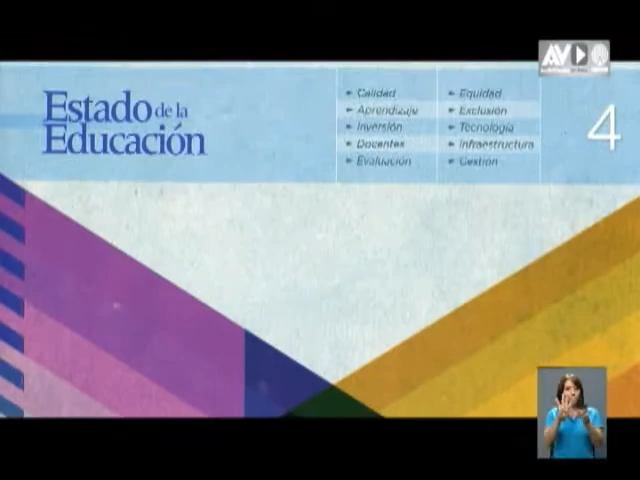 AV
Estado de la
Educación
Calidad
Aprendizaje
Inversión
Docentes
Evaluación
Equidad
Exclusión
Tecnología
Infraestructura
Gestión
4